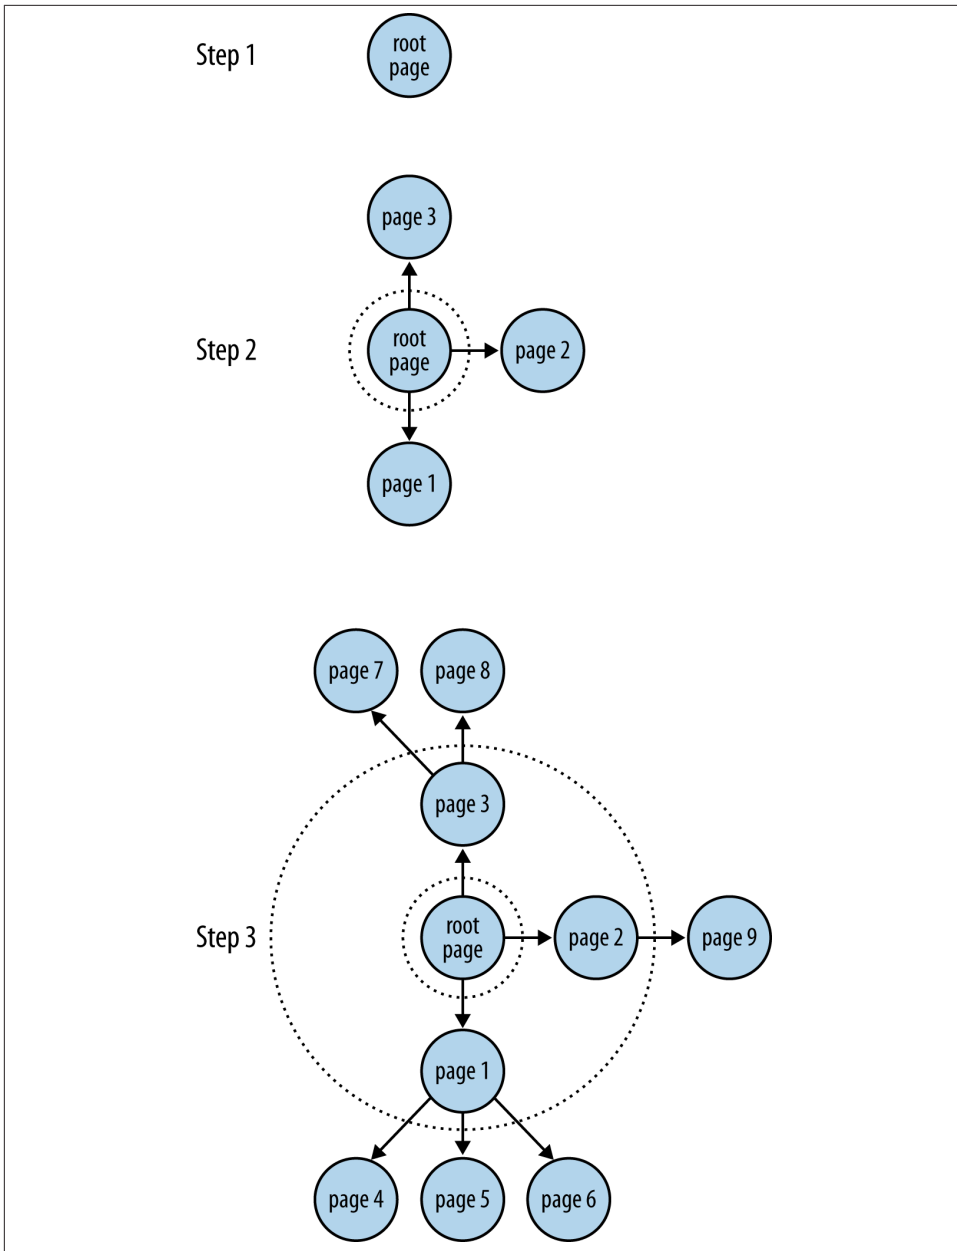 Step 1
root
page
page 3
Step 2
root
page
page 2
page 1
page 7
page 8
page 3
Step 3
root
page
page 2
page 9
page 1
page 4
page 5
page 6